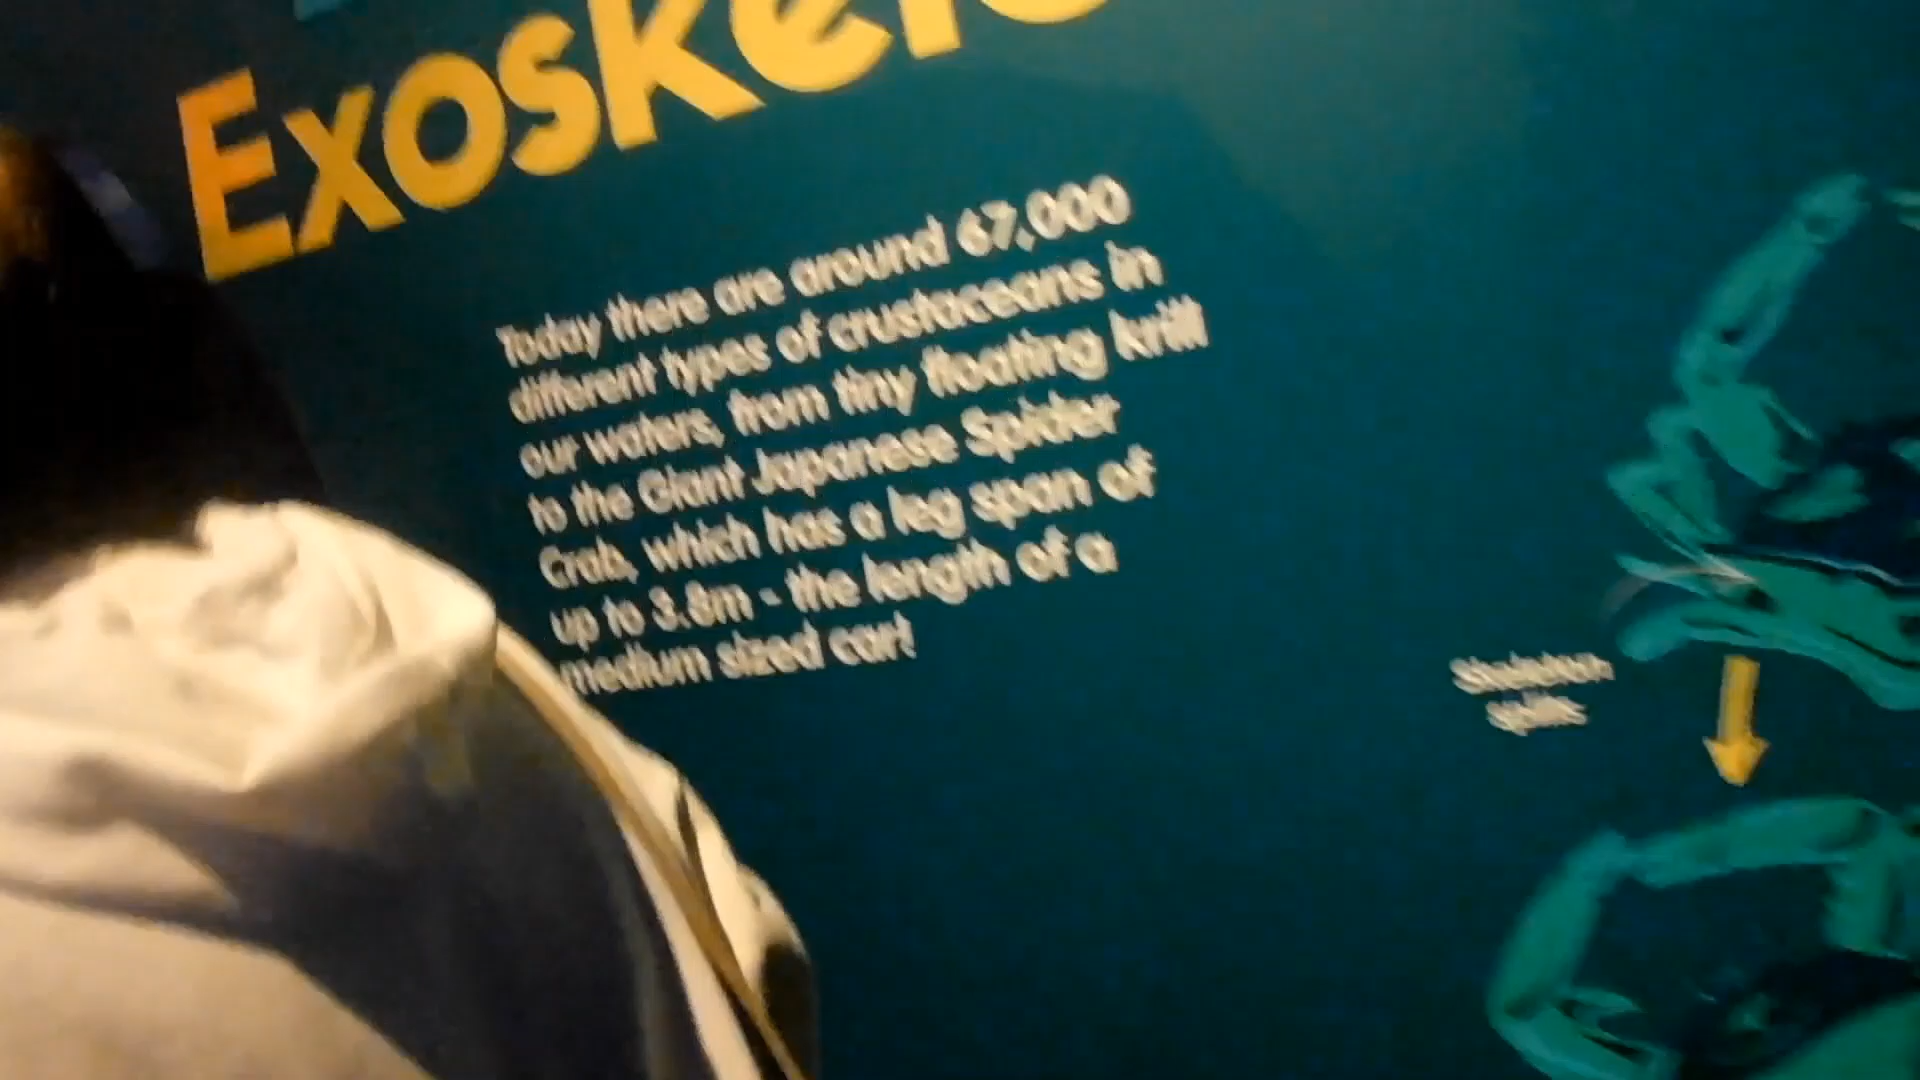 Exoskele
Today there are around 67,000
different types of crustaceans in
our waters, from tiny floating krill
to the Giant Japanese Spider
Crab, which has a leg span of
up to 3.8m - the length of a
medium sized car!
Skeleton
splits